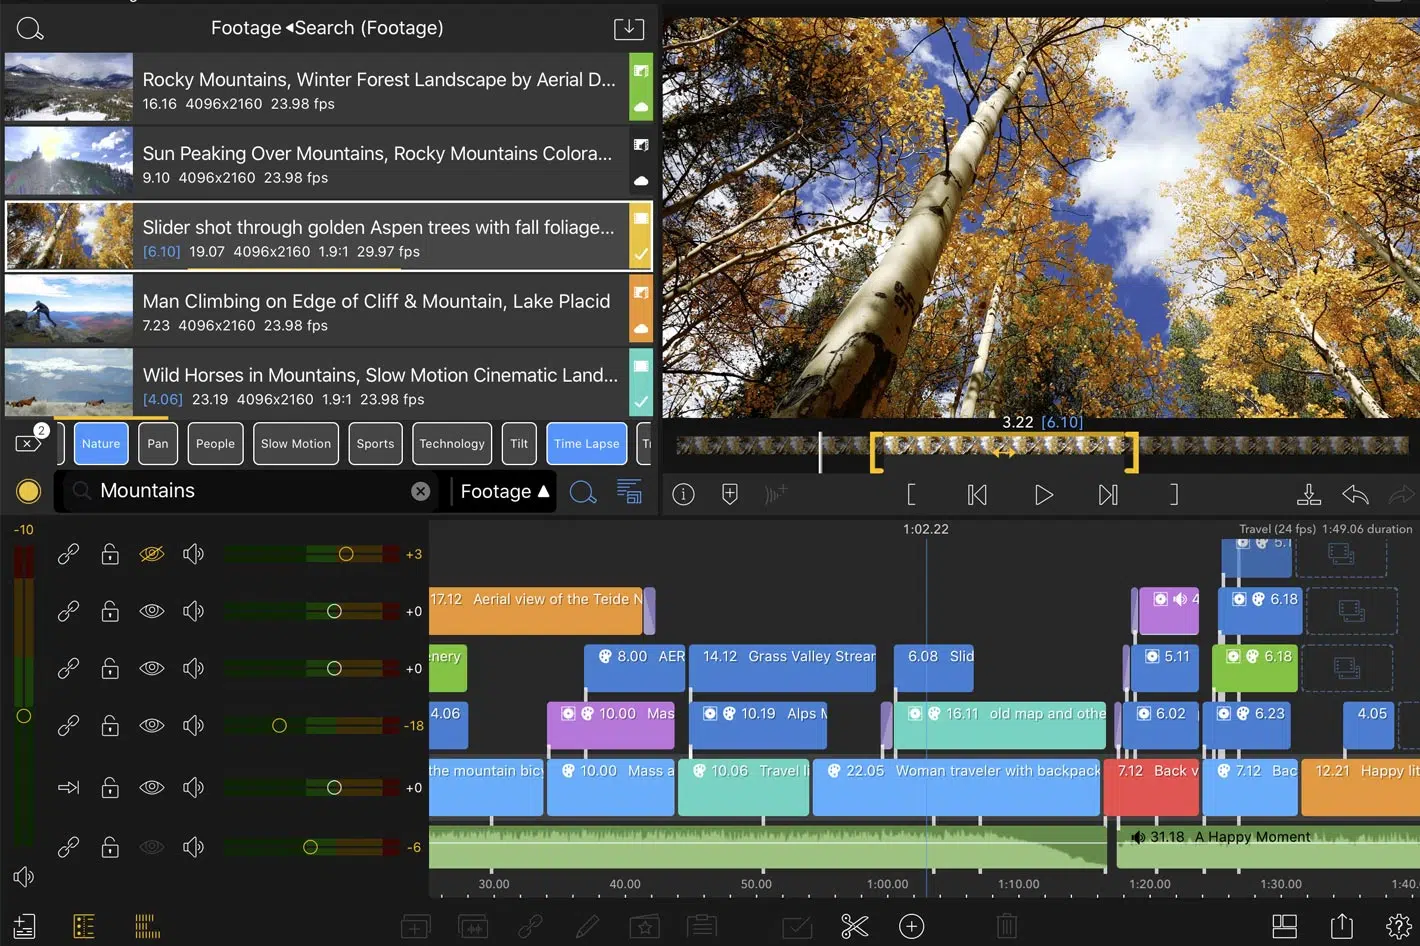 Footage ◂Search (Footage)
Rocky Mountains, Winter Forest Landscape by Aerial D...
16.16 4096x2160 23.98 fps
Sun Peaking Over Mountains, Rocky Mountains Colora...
9.10 4096x2160 23.98 fps
Slider shot through golden Aspen trees with fall foliage...
[6.10] 19.07 4096x2160 1.9:1 29.97 fps
Man Climbing on Edge of Cliff & Mountain, Lake Placid
7.23 4096x2160 23.98 fps
Wild Horses in Mountains, Slow Motion Cinematic Land...
[4.06] 23.19 4096x2160 1.9:1 23.98 fps
3.22 [6.10]
2
Nature Pan People Slow Motion Sports Technology Tilt Time Lapse
Mountains Footage ▲
-10
1:02.22 Travel (24 fps) 1:49.06 duration
+3
17.12 Aerial view of the Teide N 4 6.18
+0
enery 8.00 AER 14.12 Grass Valley Strear 6.08 Slid 5.11 6.18
+0
4.06 10.00 Mas 10.19 Alps M 16.11 old map and othe 6.02 6.23 4.05
-18
the mountain bicy 10.00 Mass a 10.06 Travel li 22.05 Woman traveler with backpack 7.12 Back v 7.12 Bac 12.21 Happy lit
+0
31.18 A Happy Moment
-6
30.00 40.00 50.00 1:00.00 1:10.00 1:20.00 1:30.00 1:40.